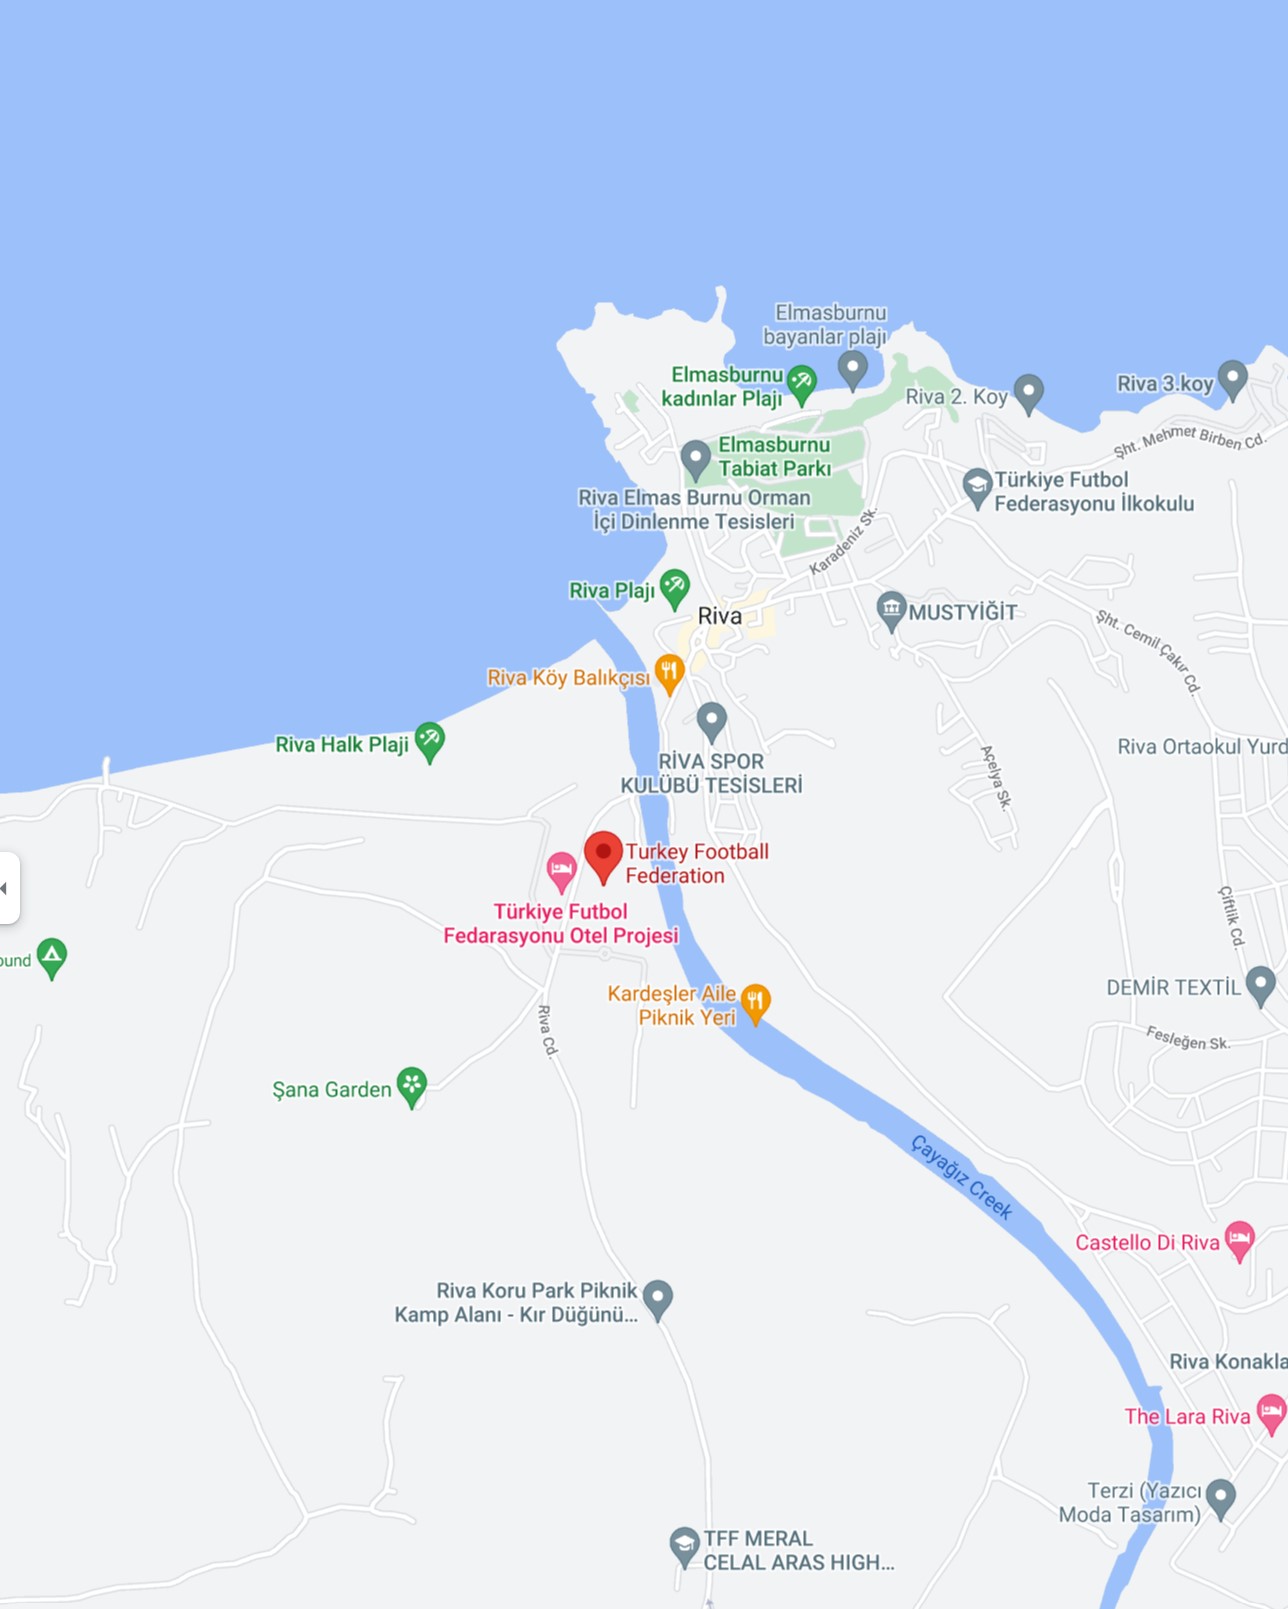 Elmasburnu
bayanlar plajı
Elmasburnu
kadınlar Plajı
Riva 2. Koy
Riva 3.koy
Şht. Mehmet Birben Cd.
Elmasburnu
Tabiat Parkı
Riva Elmas Burnu Orman
İçi Dinlenme Tesisleri
Türkiye Futbol
Federasyonu İlkokulu
Karadeniz Sk.
Riva Plajı
Riva
MUSTYİĞİT
Şht. Cemil Çakır Cd.
Riva Köy Balıkçısı
Riva Halk Plaji
RİVA SPOR
KULÜBÜ TESİSLERİ
Açelya Sk.
Riva Ortaokul Yurd
Turkey Football
Federation
Türkiye Futbol
Fedarasyonu Otel Projesi
Çiftlik Cd.
ound
Kardeşler Aile
Piknik Yeri
DEMİR TEXTİL
Riva Cd.
Fesleğen Sk.
Şana Garden
Çayağız Creek
Castello Di Riva
Riva Koru Park Piknik
Kamp Alanı - Kır Düğünü...
Riva Konakla
The Lara Riva
Terzi (Yazıcı
Moda Tasarım)
TFF MERAL
CELAL ARAS HIGH...